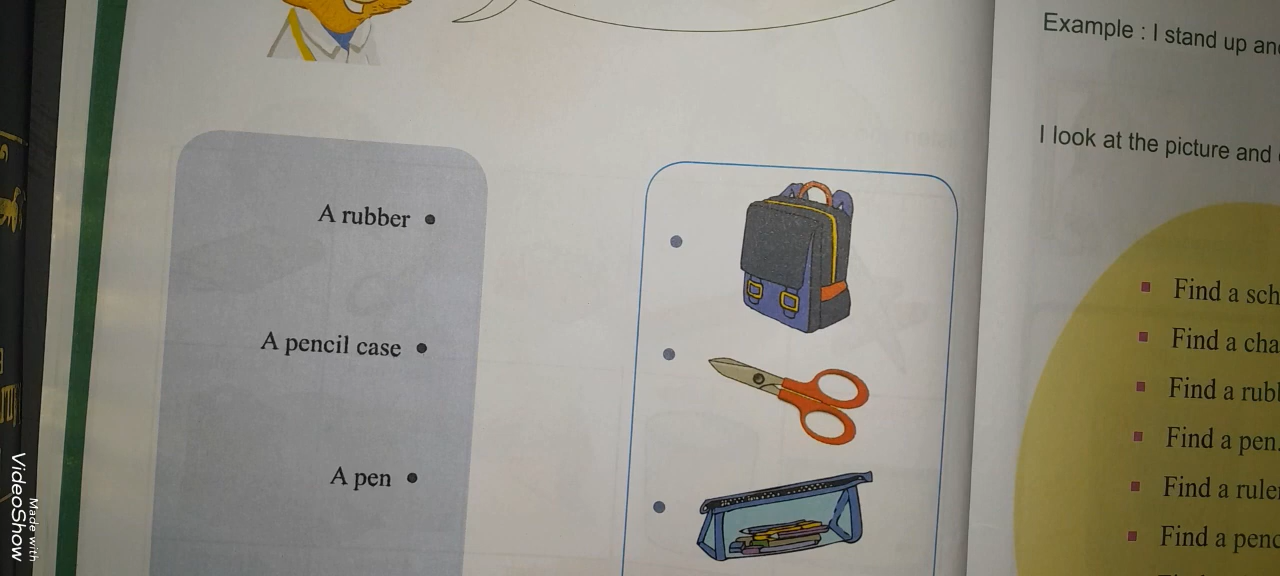 Example : I stand up
I look at the picture and
A rubber
A pencil case
A pen
Find a
Find a
Find a
Find a pen.
Find a
Find a
Made with
VideoShow